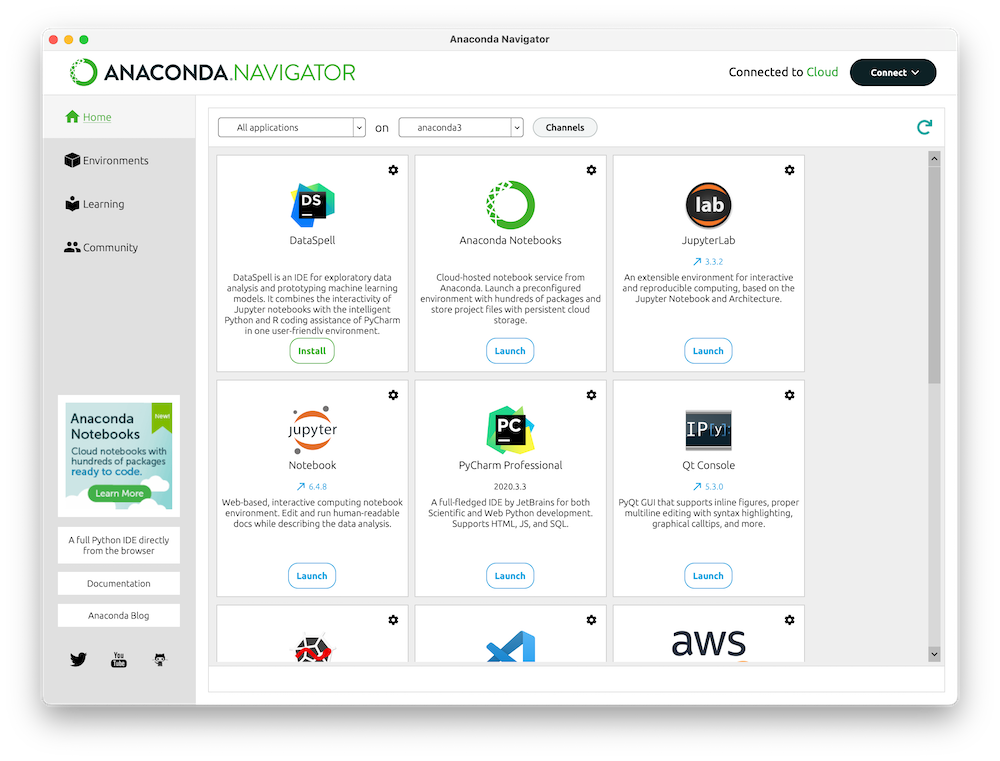 Anaconda Navigator
ANACONDA.NAVIGATOR
Connected to Cloud
Connect
Home
Environments
Learning
Community
All applications
on
anaconda3
Channels
DS
DataSpell
DataSpell is an IDE for exploratory data
analysis and prototyping machine learning
models. It combines the interactivity of
Jupyter notebooks with the intelligent
Python and R coding assistance of PyCharm
in one user-friendly environment.
Install
Anaconda Notebooks
Cloud-hosted notebook service from
Anaconda. Launch a preconfigured
environment with hundreds of packages and
store project files with persistent cloud
storage.
Launch
lab
JupyterLab
3.3.2
An extensible environment for interactive
and reproducible computing, based on the
Jupyter Notebook and Architecture.
Launch
jupyter
Notebook
6.4.8
Web-based, interactive computing notebook
environment. Edit and run human-readable
docs while describing the data analysis.
Launch
PC
PyCharm Professional
2020.3.3
A full-fledged IDE by JetBrains for both
Scientific and Web Python development.
Supports HTML, JS, and SQL.
Launch
IP[y]:
Qt Console
5.3.0
PyQt GUI that supports inline figures, proper
multiline editing with syntax highlighting,
graphical calltips, and more.
Launch
aws
Anaconda
Notebooks
New!
Cloud notebooks with
hundreds of packages
ready to code.
Learn More
A full Python IDE directly
from the browser
Documentation
Anaconda Blog
You
Tube